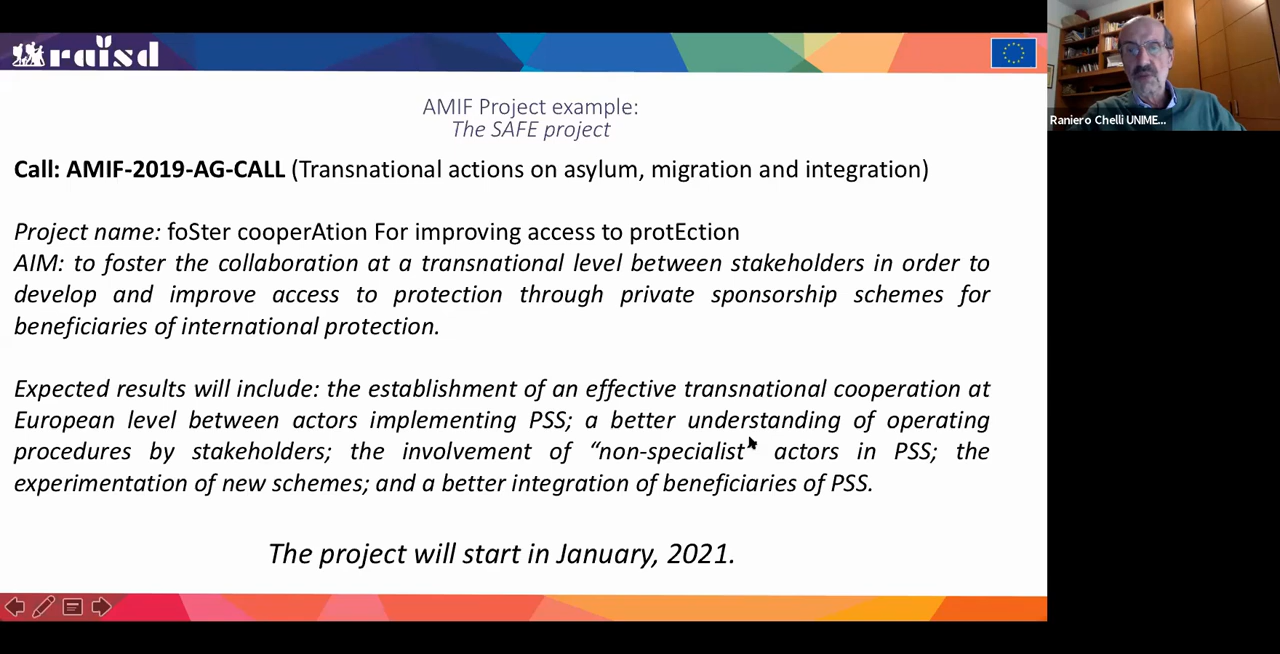 raisd
AMIF Project example:
The SAFE project
Call: AMIF-2019-AG-CALL (Transnational actions on asylum, migration and integration)
Project name: foSter cooperAtion For improving access to protEction
AIM: to foster the collaboration at a transnational level between stakeholders in order to
develop and improve access to protection through private sponsorship schemes for
beneficiaries of international protection.
Expected results will include: the establishment of an effective transnational cooperation at
European level between actors implementing PSS; a better understanding of operating
procedures by stakeholders; the involvement of “non-specialist” actors in PSS; the
experimentation of new schemes; and a better integration of beneficiaries of PSS.
The project will start in January, 2021.
Raniero Chelli UNIME...